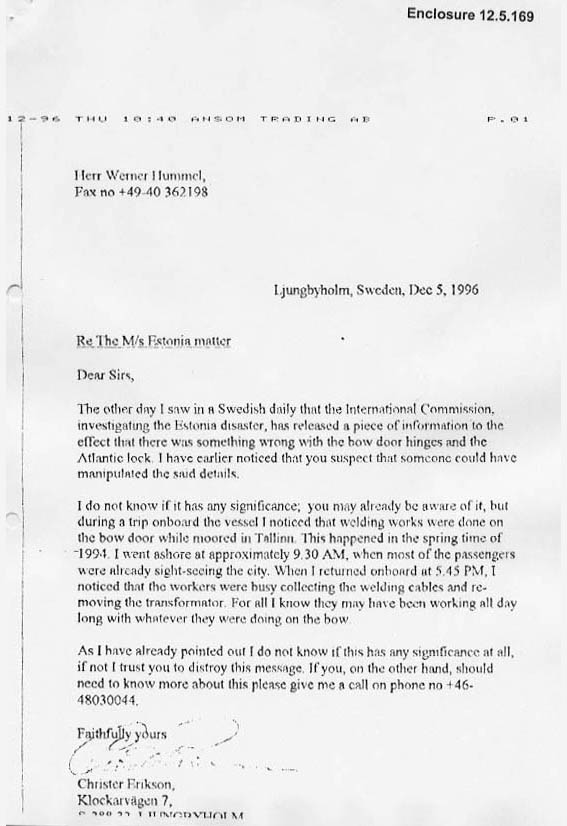 Enclosure 12.5.169
12-96 THU 10:40 ANSOM TRADING AB P.01
Herr Werner Hummel,
Fax no +49-40 362198
Ljungbyholm, Sweden, Dec 5, 1996
Re The M/s Estonia matter
Dear Sirs,
The other day I saw in a Swedish daily that the International Commission,
investigating the Estonia disaster, has released a piece of information to the
effect that there was something wrong with the bow door hinges and the
Atlantic lock. I have earlier noticed that you suspect that someone could have
manipulated the said details.
I do not know if it has any significance; you may already be aware of it, but
during a trip onboard the vessel I noticed that welding works were done on
the bow door while moored in Tallinn. This happened in the spring time of
1994. I went ashore at approximately 9.30 AM, when most of the passengers
were already sight-seeing the city. When I returned onboard at 5.45 PM, I
noticed that the workers were busy collecting the welding cables and re-
moving the transformator. For all I know they may have been working all day
long with whatever they were doing on the bow.
As I have already pointed out I do not know if this has any significance at all,
if not I trust you to distroy this message. If you, on the other hand, should
need to know more about this please give me a call on phone no +46-
48030044.
Faithfully yours
Christer Erikson,
Klockarvägen 7,
LJUNGBYHOLM